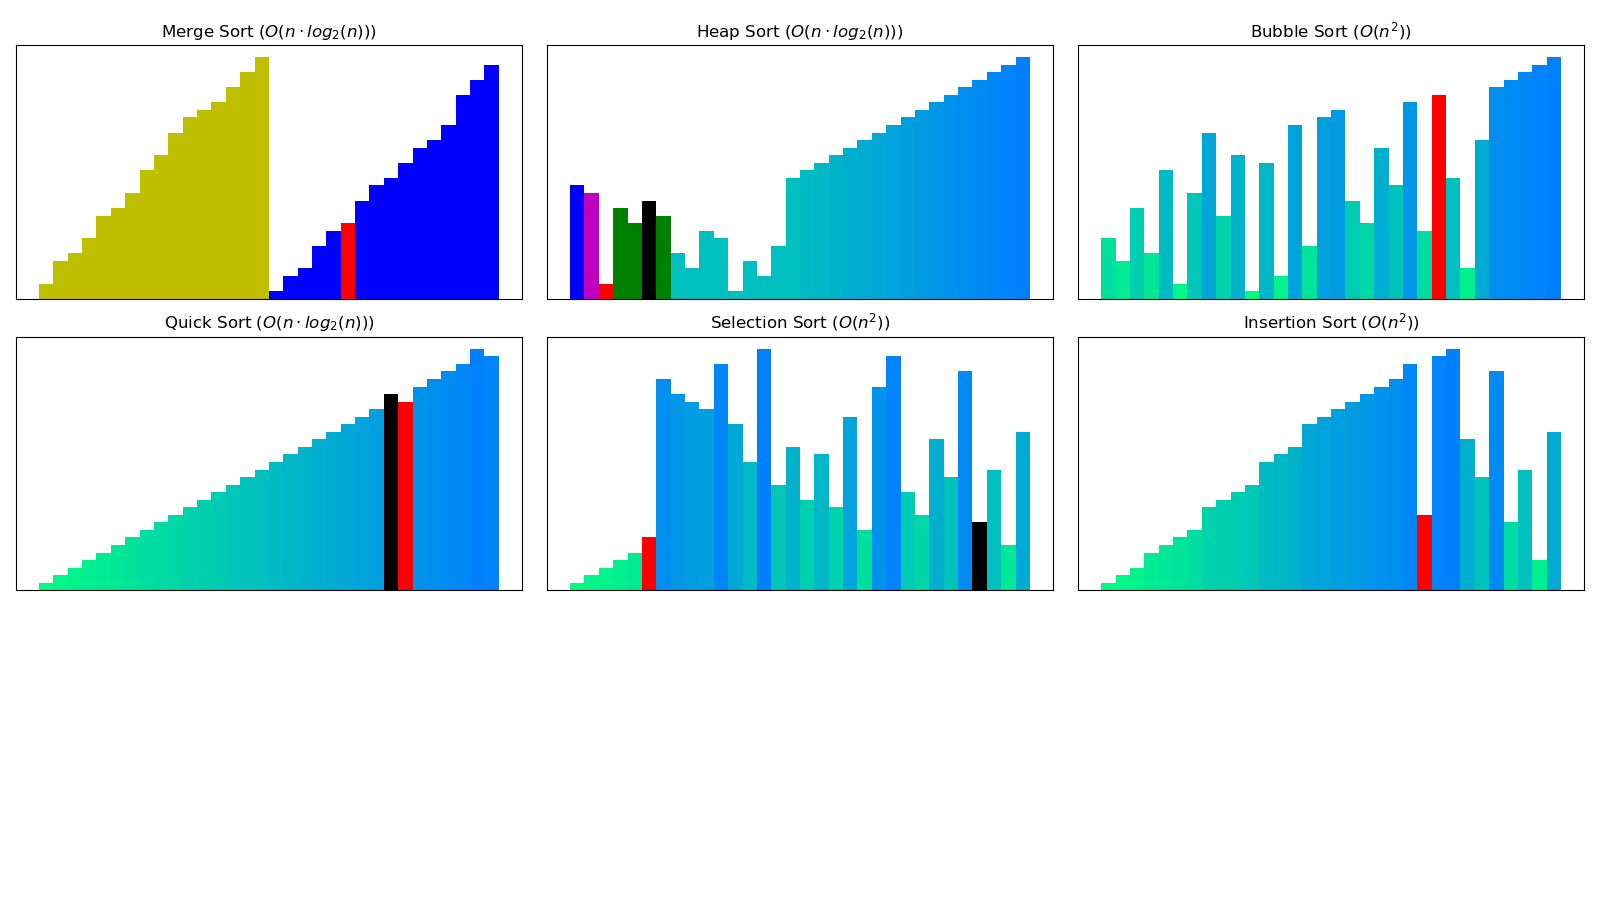 Merge Sort (O(n · log₂(n)))
Heap Sort (O(n · log₂(n)))
Bubble Sort (O(n²))
Quick Sort (O(n · log₂(n)))
Selection Sort (O(n²))
Insertion Sort (O(n²))